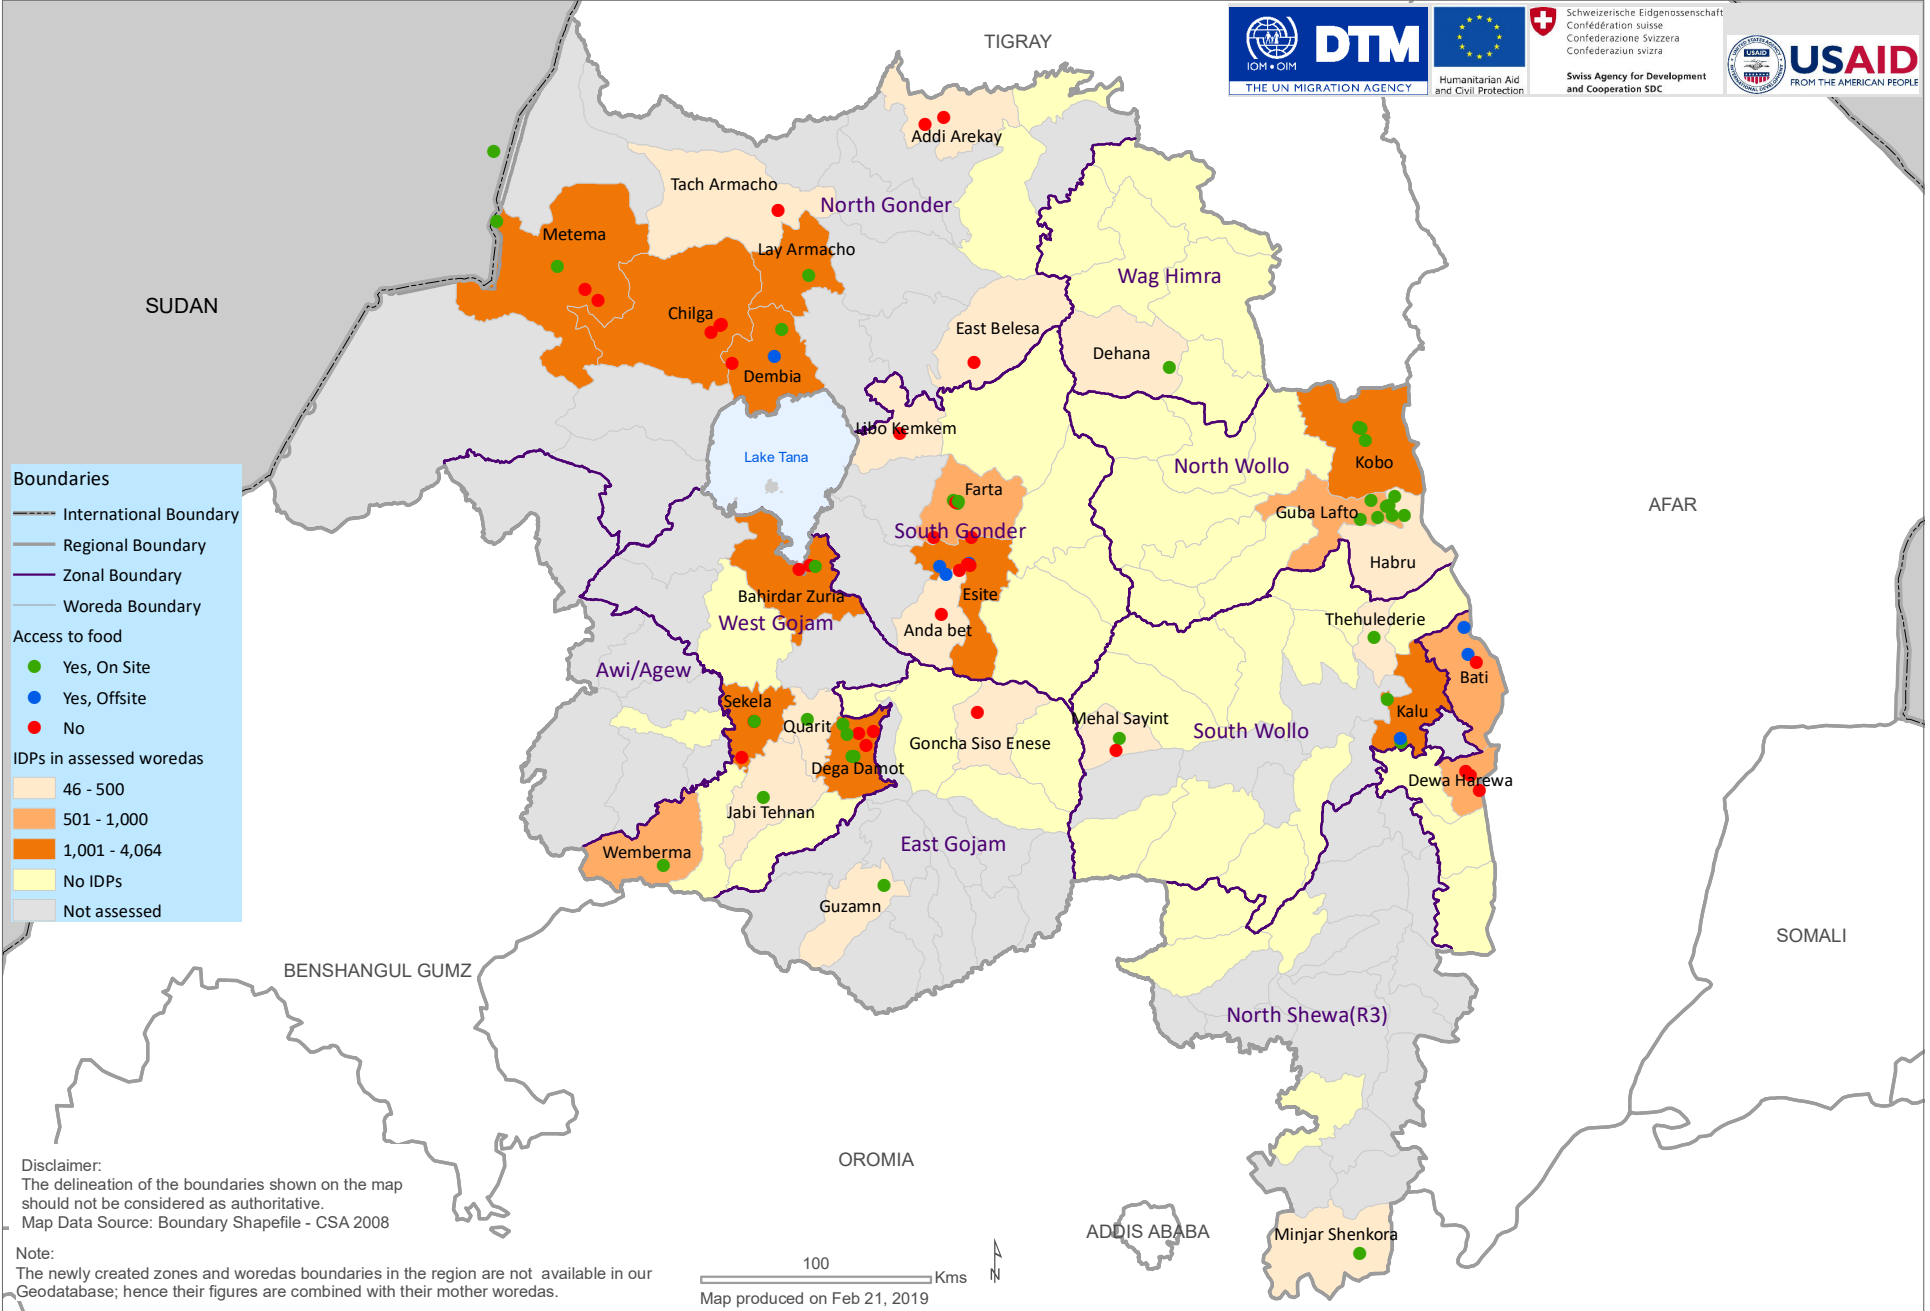 TIGRAY
IOM • OIM
DTM
THE UN MIGRATION AGENCY
Humanitarian Aid
and Civil Protection
Schweizerische Eidgenossenschaft
Confédération suisse
Confederazione Svizzera
Confederaziun svizra
Swiss Agency for Development
and Cooperation SDC
USAID
USAID
FROM THE AMERICAN PEOPLE
Addi Arekay
Tach Armacho
North Gonder
Metema
Lay Armacho
SUDAN
Wag Himra
Chilga
East Belesa
Dehana
Dembia
Libo Kemkem
Lake Tana
North Wollo
Kobo
Farta
Guba Lafto
AFAR
South Gonder
Habru
Esite
Bahirdar Zuria
West Gojam
Anda bet
Thehulederie
Awi/Agew
Bati
Sekela
Quarit
Kalu
Mehal Sayint
South Wollo
Goncha Siso Enese
Dega Damot
Dewa Harewa
Jabi Tehnan
Wemberma
East Gojam
Guzamn
SOMALI
BENSHANGUL GUMZ
North Shewa(R3)
OROMIA
ADDIS ABABA
Minjar Shenkora
Boundaries
International Boundary
Regional Boundary
Zonal Boundary
Woreda Boundary
Access to food
Yes, On Site
Yes, Offsite
No
IDPs in assessed woredas
46 - 500
501 - 1,000
1,001 - 4,064
No IDPs
Not assessed
Disclaimer:
The delineation of the boundaries shown on the map
should not be considered as authoritative.
Map Data Source: Boundary Shapefile - CSA 2008
Note:
The newly created zones and woredas boundaries in the region are not available in our
Geodatabase; hence their figures are combined with their mother woredas.
100
Kms
N
Map produced on Feb 21, 2019